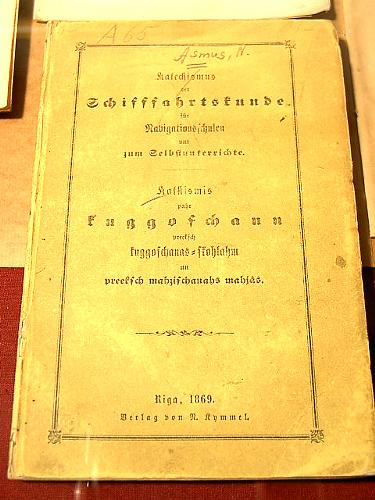 A 65
Asmus, N.
Katechismus
der
Schifffahrtskunde
für
Navigationsschulen
und
zum Selbstunterrichte.
Katkismis
pahr
kuggoschanu
preeksch
kuggoschanas-skohlahm
un
preeksch mahzischanahs mahjäs.
Riga, 1869.
Verlag von N. Kymmel.